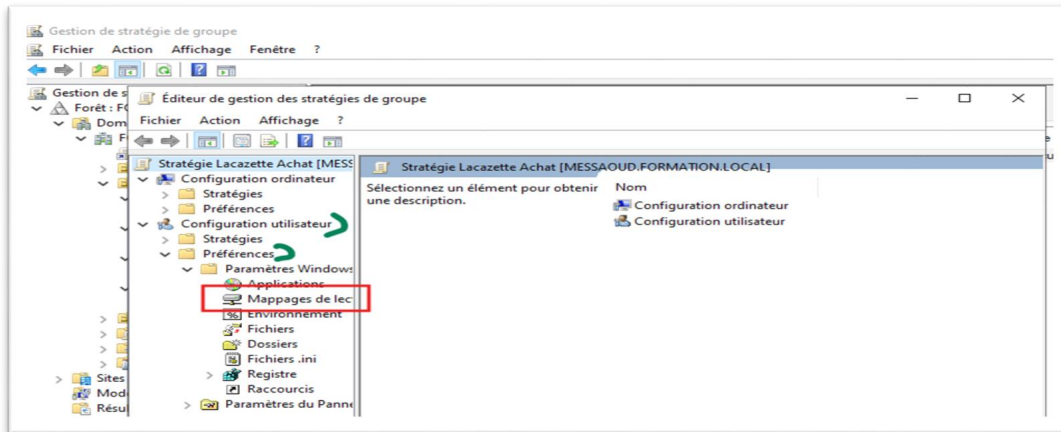 Gestion de stratégie de groupe
Fichier Action Affichage Fenêtre ?
Gestion de s
Éditeur de gestion des stratégies de groupe
Forêt : F
Dom
Fichier Action Affichage ?
F
Stratégie Lacazette Achat [MESS
Stratégie Lacazette Achat [MESSAOUD.FORMATION.LOCAL]
Configuration ordinateur
Stratégies
Préférences
Configuration utilisateur
Stratégies
Préférences
Paramètres Windows
Applications
Mappages de lec
Environnement
Fichiers
Dossiers
Fichiers .ini
Registre
Raccourcis
Paramètres du Panne
Sélectionnez un élément pour obtenir
une description.
Nom
Configuration ordinateur
Configuration utilisateur
Sites
Mod
Résul